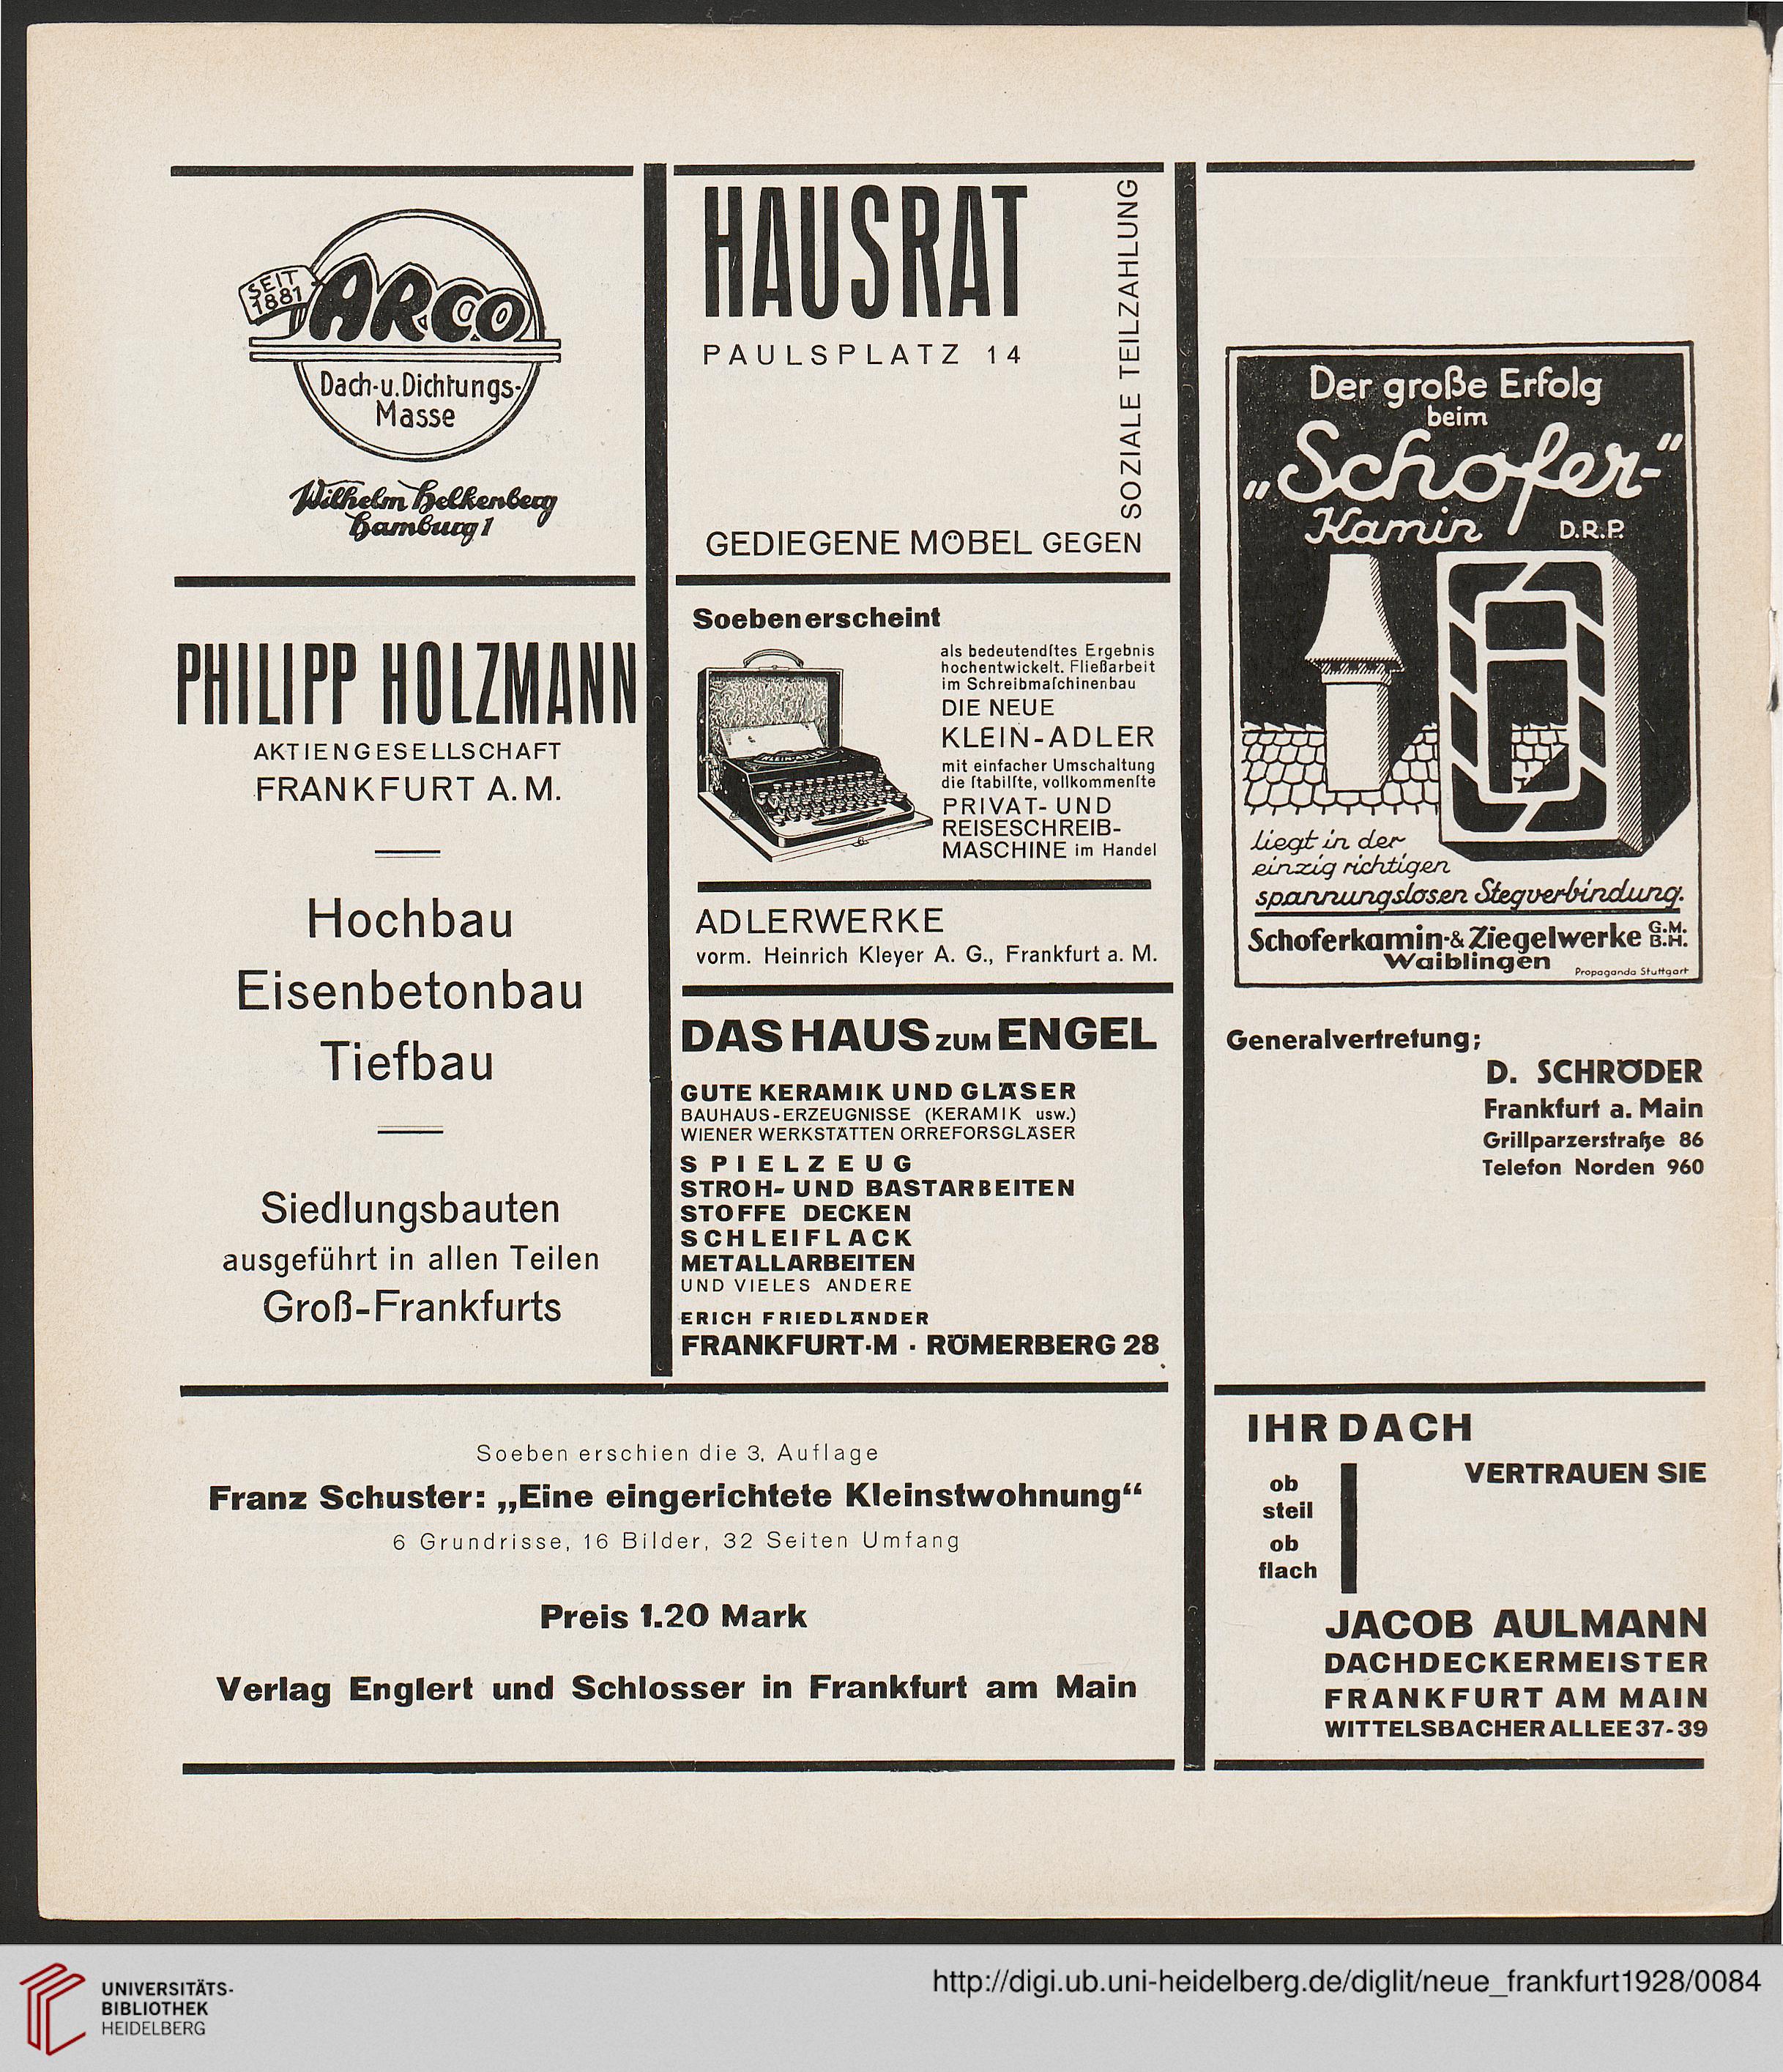 SEIT
1881
ARCO
Dach-u. Dichtungs-
Masse
Wilhelm Helkenberg
Hamburg 1
PHILIPP HOLZMANN
AKTIENGESELLSCHAFT
FRANKFURT A. M.
Hochbau
Eisenbetonbau
Tiefbau
Siedlungsbauten
ausgeführt in allen Teilen
Groß-Frankfurts
HAUSRAT
PAULSPLATZ 14
GEDIEGENE MÖBEL GEGEN
SOZIALE TEILZAHLUNG
Soeben erscheint
als bedeutendſtes Ergebnis
hochentwickelt. Fließarbeit
im Schreibmaſchinenbau
DIE NEUE
KLEIN-ADLER
mit einfacher Umschaltung
die ſtabilſte, vollkommenſte
PRIVAT- UND
REISESCHREIB-
MASCHINE im Handel
ADLERWERKE
vorm. Heinrich Kleyer A. G., Frankfurt a. M.
DAS HAUS ZUM ENGEL
GUTE KERAMIK UND GLÄSER
BAUHAUS-ERZEUGNISSE (KERAMIK usw.)
WIENER WERKSTÄTTEN ORREFORSGLÄSER
SPIELZEUG
STROH- UND BASTARBEITEN
STOFFE DECKEN
SCHLEIFLACK
METALLARBEITEN
UND VIELES ANDERE
ERICH FRIEDLÄNDER
FRANKFURT·M · RÖMERBERG 28
Der große Erfolg
beim
„Schofer-“
Kamin D.R.P.
liegt in der
einzig richtigen
spannungslosen Stegverbindung.
Schoferkamin-& Ziegelwerke G.M.B.H.
Waiblingen
Propaganda Stuttgart
Generalvertretung;
D. SCHRÖDER
Frankfurt a. Main
Grillparzerstraße 86
Telefon Norden 960
Soeben erschien die 3. Auflage
Franz Schuster: „Eine eingerichtete Kleinstwohnung“
6 Grundrisse, 16 Bilder, 32 Seiten Umfang
Preis 1.20 Mark
Verlag Englert und Schlosser in Frankfurt am Main
IHR DACH
ob
steil
ob
flach
VERTRAUEN SIE
JACOB AULMANN
DACHDECKERMEISTER
FRANKFURT AM MAIN
WITTELSBACHERALLEE 37-39
UNIVERSITÄTS-
BIBLIOTHEK
HEIDELBERG
http://digi.ub.uni-heidelberg.de/diglit/neue_frankfurt1928/0084